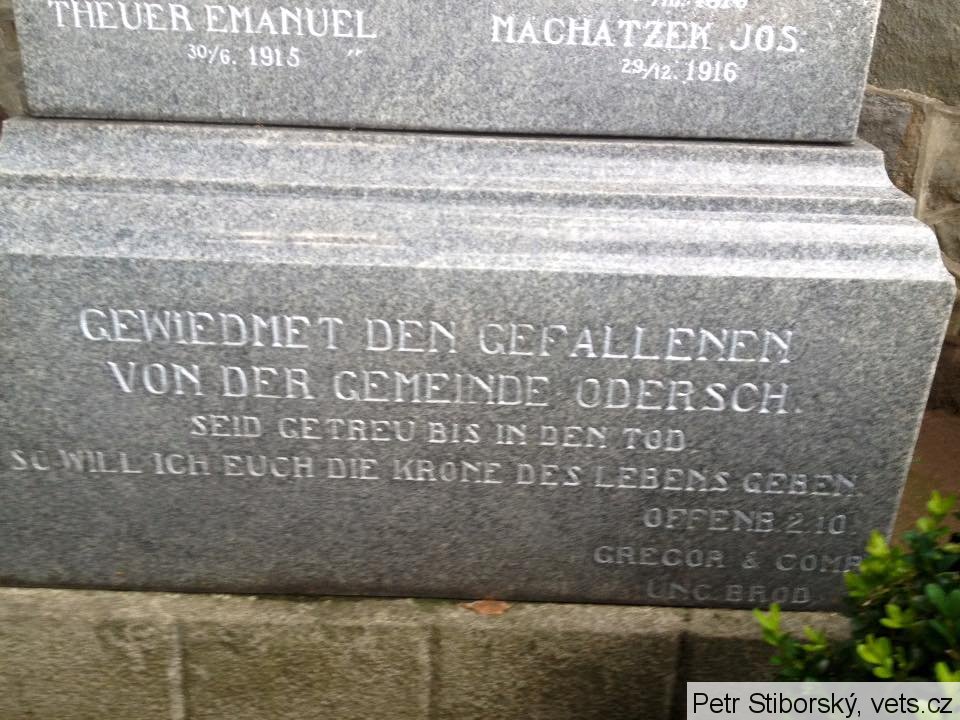 THEUER EMANUEL
30/6. 1915 "
MACHATZEK JOS.
29/12. 1916
GEWIEDMET DEN GEFALLENEN
VON DER GEMEINDE ODERSCH.
SEID GETREU BIS IN DEN TOD.
SO WILL ICH EUCH DIE KRONE DES LEBENS GEBEN.
OFFENB. 2.10.
GREGOR & COMP.
UNG. BROD.
Petr Stiborský, vets.cz